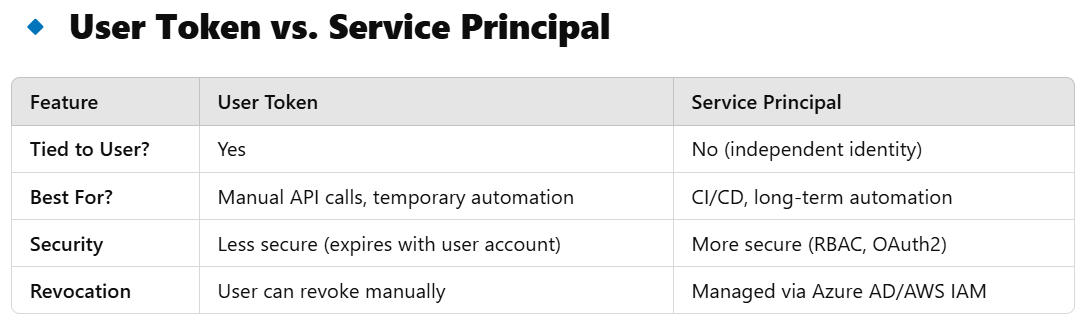 User Token vs. Service Principal
Feature User Token Service Principal
Tied to User? Yes No (independent identity)
Best For? Manual API calls, temporary automation CI/CD, long-term automation
Security Less secure (expires with user account) More secure (RBAC, OAuth2)
Revocation User can revoke manually Managed via Azure AD/AWS IAM